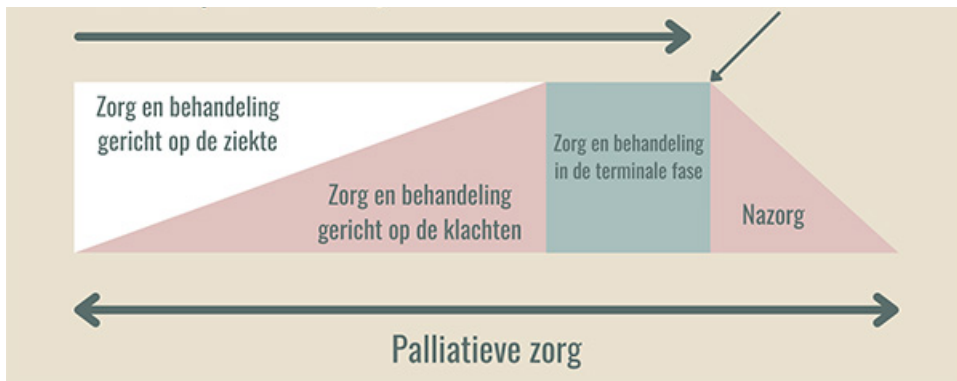 Zorg en behandeling
gericht op de ziekte
Zorg en behandeling
gericht op de klachten
Zorg en behandeling
in de terminale fase
Nazorg
Palliatieve zorg